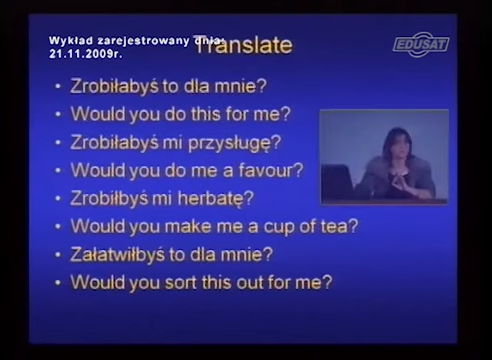 Wykład zarejestrowany dnia:
21.11.2009r.
Translate
EDUSAT
• Zrobiłabyś to dla mnie?
• Would you do this for me?
• Zrobiłabyś mi przysługę?
• Would you do me a favour?
• Zrobiłbyś mi herbatę?
• Would you make me a cup of tea?
• Załatwiłbyś to dla mnie?
• Would you sort this out for me?